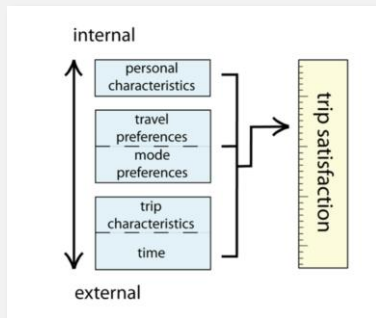 internal
personal
characteristics
travel
preferences
mode
preferences
trip
characteristics
time
external
trip satisfaction